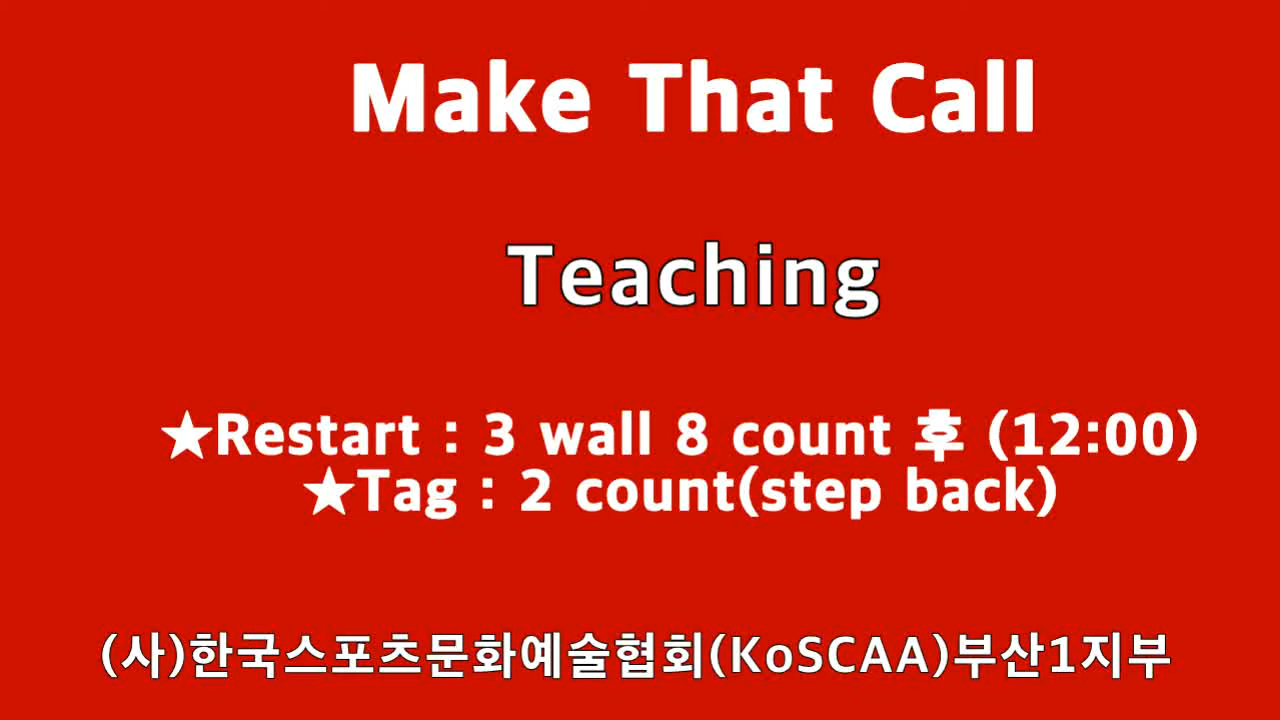 Make That Call
Teaching
★Restart : 3 wall 8 count 후 (12:00)
★Tag : 2 count(step back)
(사)한국스포츠문화예술협회(KoSCAA)부산1지부